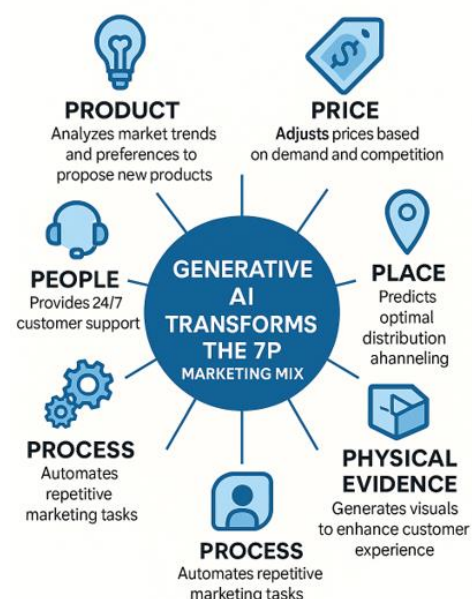 PRODUCT
Analyzes market trends
and preferences to
propose new products
PRICE
Adjusts prices based
on demand and competition
PEOPLE
Provides 24/7
customer support
GENERATIVE
AI
TRANSFORMS
THE 7P
MARKETING MIX
PLACE
Predicts
optimal
distribution
ahanneling
PROCESS
Automates
repetitive
marketing tasks
PHYSICAL
EVIDENCE
Generates visuals
to enhance customer
experience
PROCESS
Automates repetitive
marketing tasks